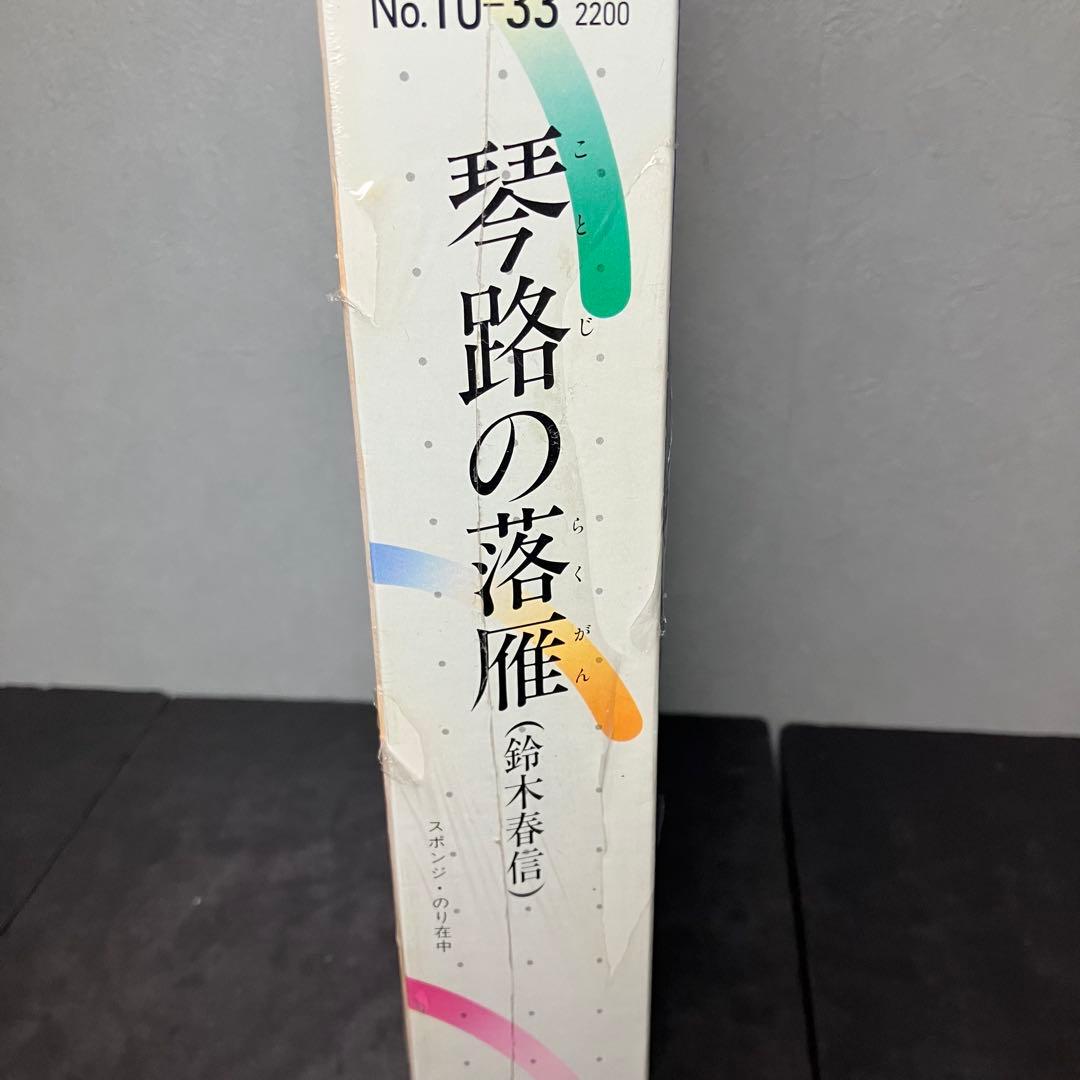 No.10-33 2200
琴路の落雁
ことじ
らくがん
(鈴木春信)
スポンジ・のり在中